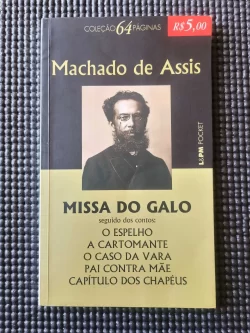 COLEÇÃO 64 PÁGINAS
R$5,00
Machado de Assis
L&PM POCKET
MISSA DO GALO
seguido dos contos:
O ESPELHO
A CARTOMANTE
O CASO DA VARA
PAI CONTRA MÃE
CAPÍTULO DOS CHAPÉUS